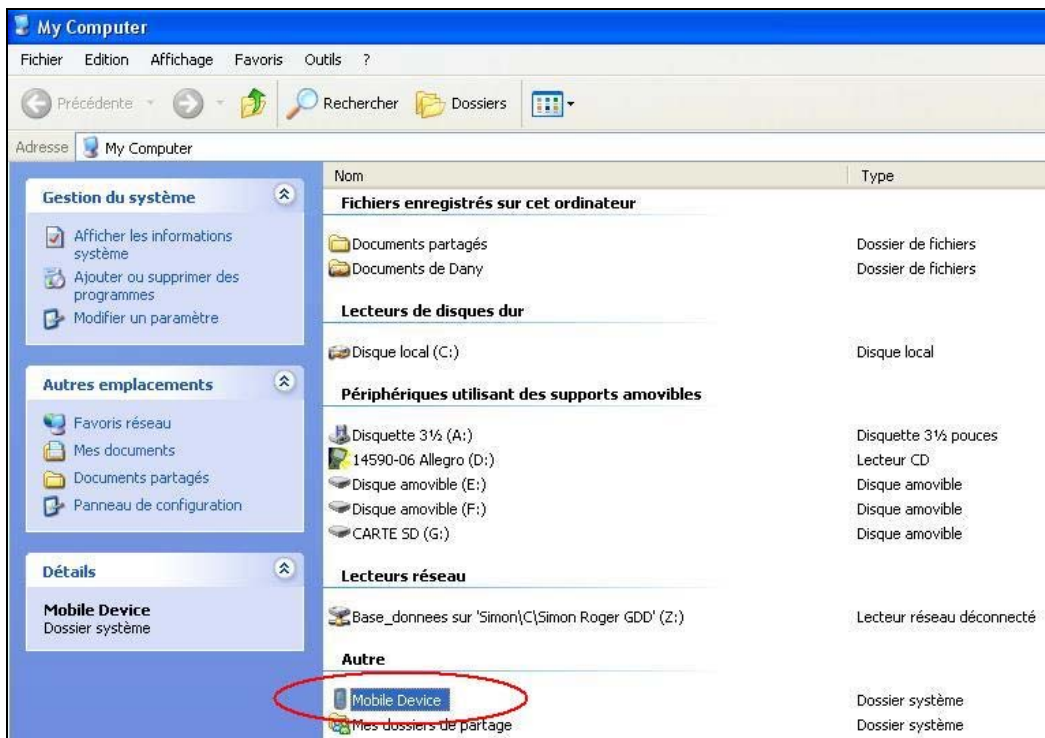 My Computer
Fichier Edition Affichage Favoris Outils ?
Précédente Rechercher Dossiers
Adresse My Computer
Gestion du système
Afficher les informations
système
Ajouter ou supprimer des
programmes
Modifier un paramètre
Autres emplacements
Favoris réseau
Mes documents
Documents partagés
Panneau de configuration
Détails
Mobile Device
Dossier système
Nom Type
Fichiers enregistrés sur cet ordinateur
Documents partagés Dossier de fichiers
Documents de Dany Dossier de fichiers
Lecteurs de disques dur
Disque local (C:) Disque local
Périphériques utilisant des supports amovibles
Disquette 3½ (A:) Disquette 3½ pouces
14590-06 Allegro (D:) Lecteur CD
Disque amovible (E:) Disque amovible
Disque amovible (F:) Disque amovible
CARTE SD (G:) Disque amovible
Lecteurs réseau
Base_donnees sur 'Simon\C\Simon Roger GDD' (Z:) Lecteur réseau déconnecté
Autre
Mobile Device Dossier système
Mes dossiers de partage Dossier système